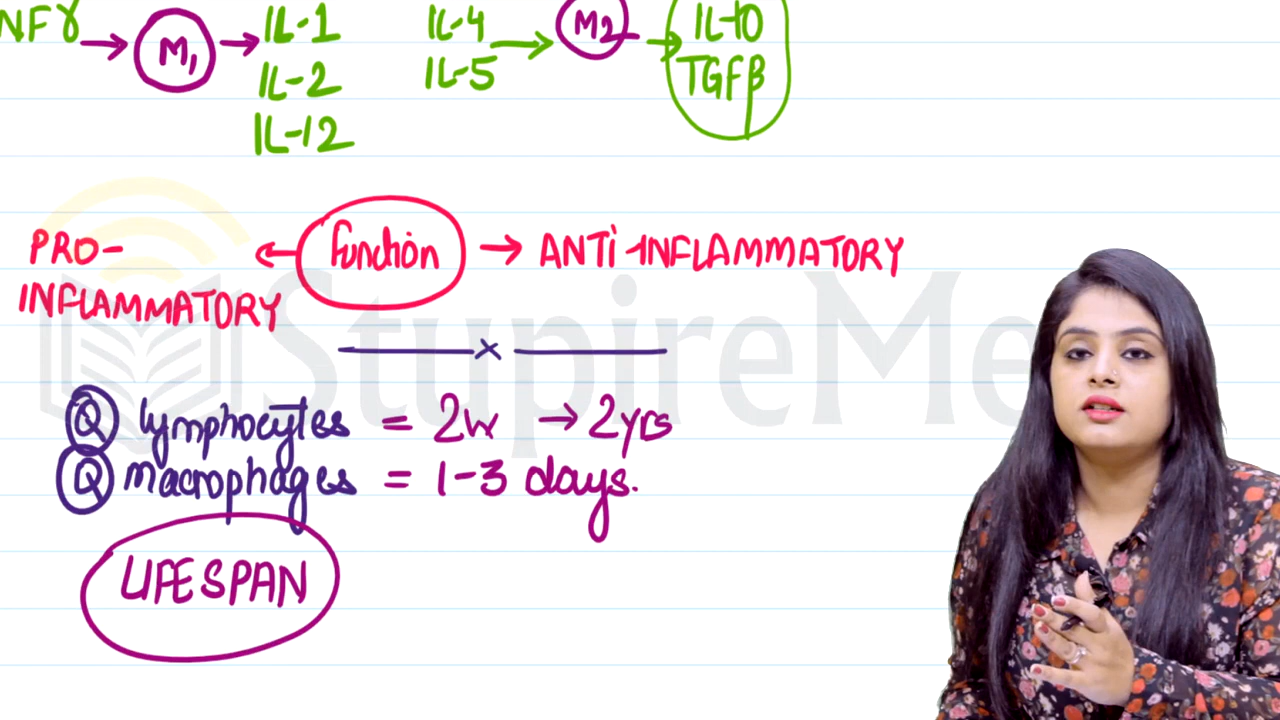 NFγ → M1 → IL-1
IL-2
IL-12
IL-4
IL-5 → M2 → IL-10
TGFβ
PRO-
INFLAMMATORY ← function → ANTI-INFLAMMATORY
x
Q lymphocytes = 2w → 2yrs
Q macrophages = 1-3 days.
LIFESPAN
StupireMe